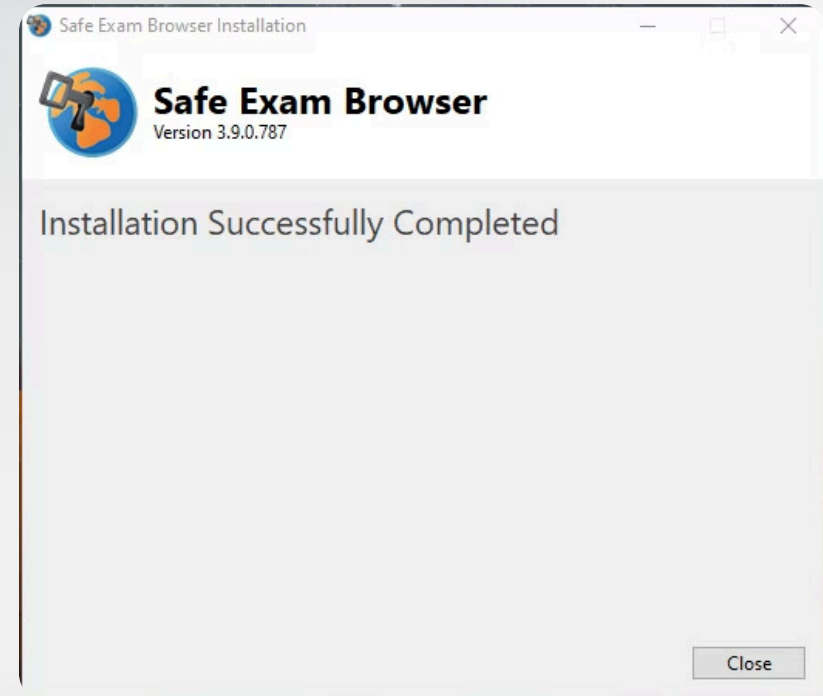 Safe Exam Browser Installation
Safe Exam Browser
Version 3.9.0.787
Installation Successfully Completed
Close